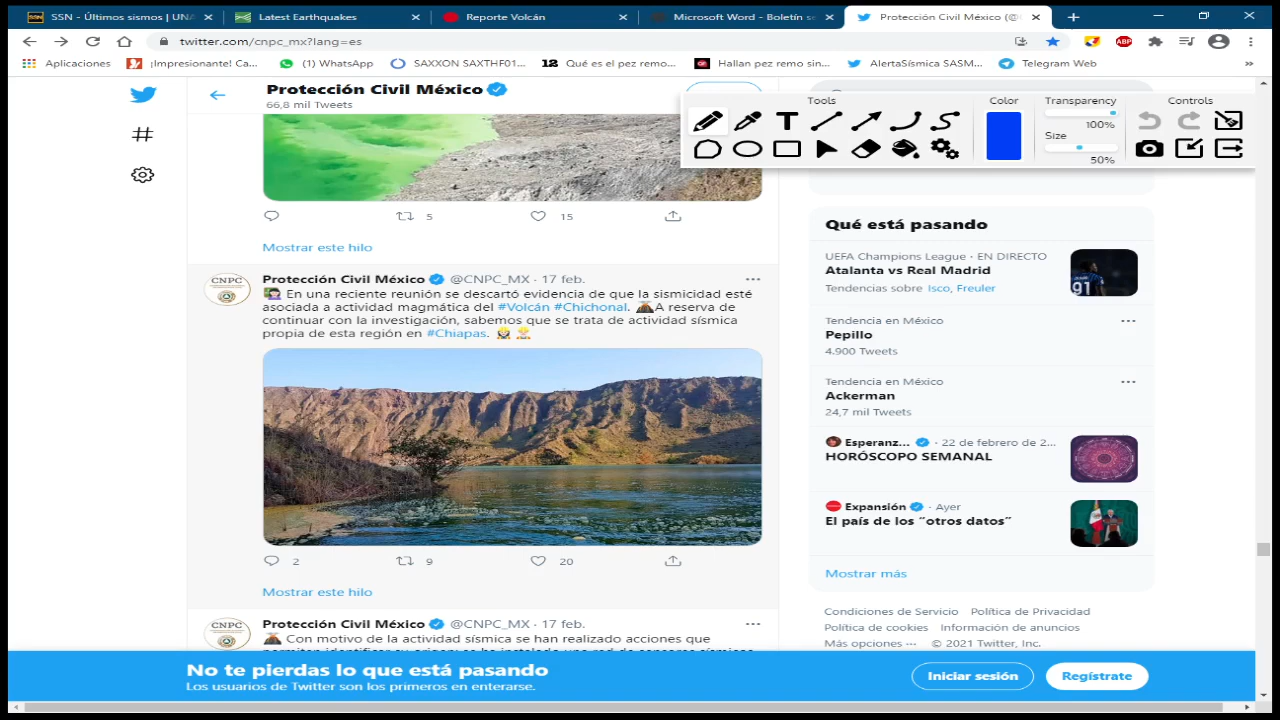 SSN - Últimos sismos | UNA
Latest Earthquakes
Reporte Volcán
Microsoft Word - Boletín se
Protección Civil México (@
twitter.com/cnpc_mx?lang=es
ABP
Aplicaciones
¡Impresionante! Ca...
(1) WhatsApp
SAXXON SAXTHF01...
12 Qué es el pez remo...
Hallan pez remo sin...
AlertaSísmica SASM...
Telegram Web
»
Protección Civil México
66,8 mil Tweets
Tools
Color
Transparency
100%
Size
50%
Controls
5
15
Mostrar este hilo
CNPC
Protección Civil México @CNPC_MX · 17 feb.
En una reciente reunión se descartó evidencia de que la sismicidad esté
asociada a actividad magmática del #Volcán #Chichonal. A reserva de
continuar con la investigación, sabemos que se trata de actividad sísmica
propia de esta región en #Chiapas.
2
9
20
Mostrar este hilo
CNPC
Protección Civil México @CNPC_MX · 17 feb.
Con motivo de la actividad sísmica se han realizado acciones que
Qué está pasando
UEFA Champions League · EN DIRECTO
Atalanta vs Real Madrid
Tendencias sobre Isco, Freuler
91
Tendencia en México
Pepillo
4.900 Tweets
Tendencia en México
Ackerman
24,7 mil Tweets
Esperanz... · 22 de febrero de 2...
HORÓSCOPO SEMANAL
Expansión · Ayer
El país de los “otros datos”
Mostrar más
Condiciones de Servicio Política de Privacidad
Política de cookies Información de anuncios
Más opciones ··· © 2021 Twitter, Inc.
No te pierdas lo que está pasando
Los usuarios de Twitter son los primeros en enterarse.
Iniciar sesión
Regístrate